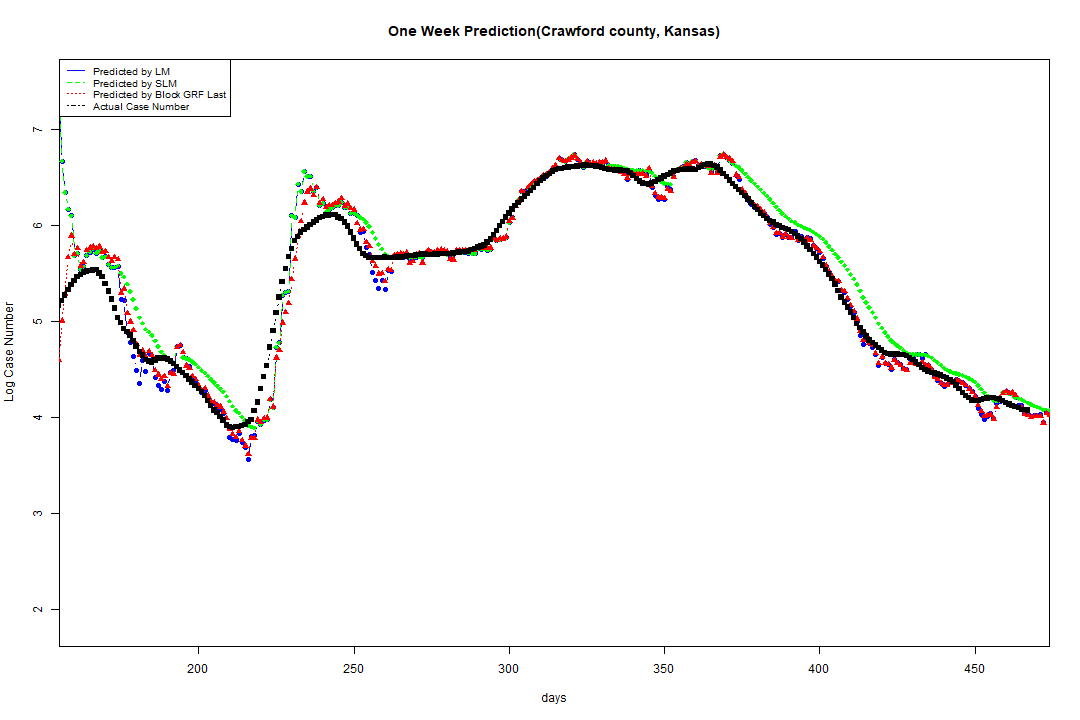 One Week Prediction(Crawford county, Kansas)
Predicted by LM
Predicted by SLM
Predicted by Block GRF Last
Actual Case Number
Log Case Number
7
6
5
4
3
2
200 250 300 350 400 450
days